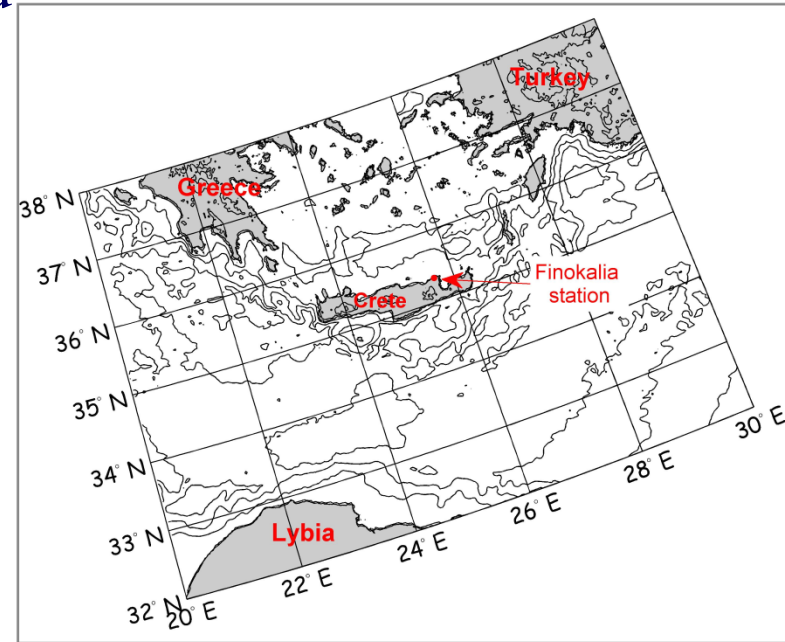 Turkey
Greece
38° N
37° N
Finokalia
station
Crete
36° N
35° N
34° N
33° N
Lybia
32° N
20° E
22° E
24° E
26° E
28° E
30° E